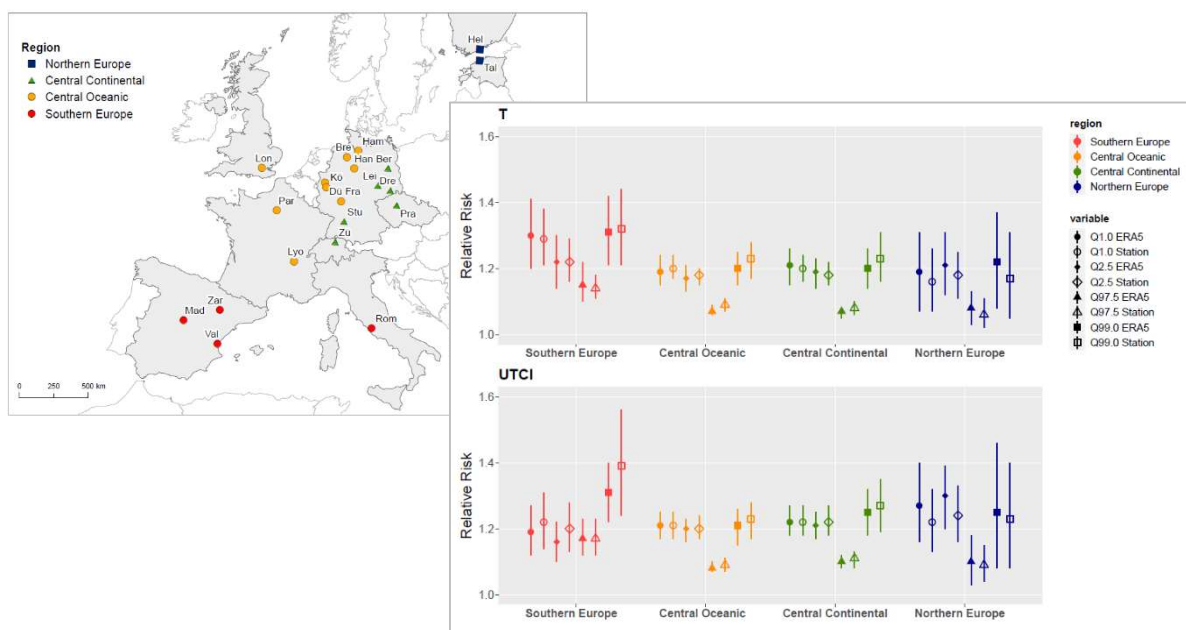 Region
Northern Europe
Central Continental
Central Oceanic
Southern Europe
Hel
Tal
Ham
Bre
Han Ber
Lon
Lei Dre
Kö
Dü Fra
Par
Stu
Pra
Zu
Lyo
Zar
Mad
Rom
Val
0 250 500 km
T
1.6
1.4
1.2
1.0
Relative Risk
Southern Europe Central Oceanic Central Continental Northern Europe
UTCI
1.6
1.4
1.2
1.0
Relative Risk
Southern Europe Central Oceanic Central Continental Northern Europe
region
Southern Europe
Central Oceanic
Central Continental
Northern Europe
variable
Q1.0 ERA5
Q1.0 Station
Q2.5 ERA5
Q2.5 Station
Q97.5 ERA5
Q97.5 Station
Q99.0 ERA5
Q99.0 Station